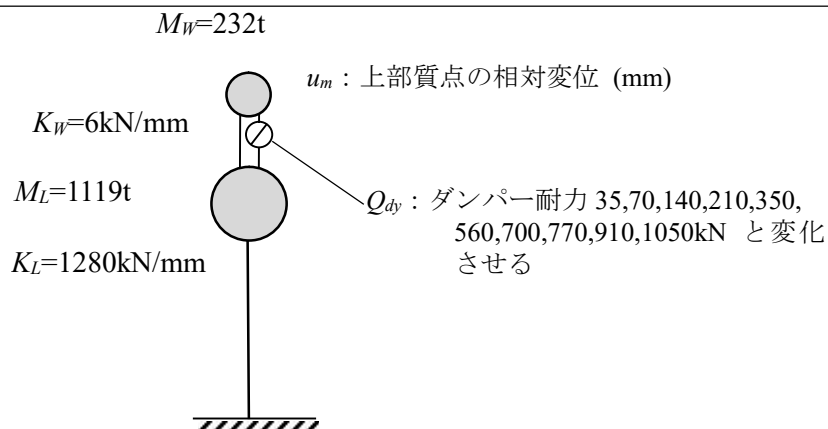 M_W=232t
u_m：上部質点の相対変位 (mm)
K_W=6kN/mm
M_L=1119t
Q_dy：ダンパー耐力 35,70,140,210,350,
560,700,770,910,1050kN と変化
させる
K_L=1280kN/mm